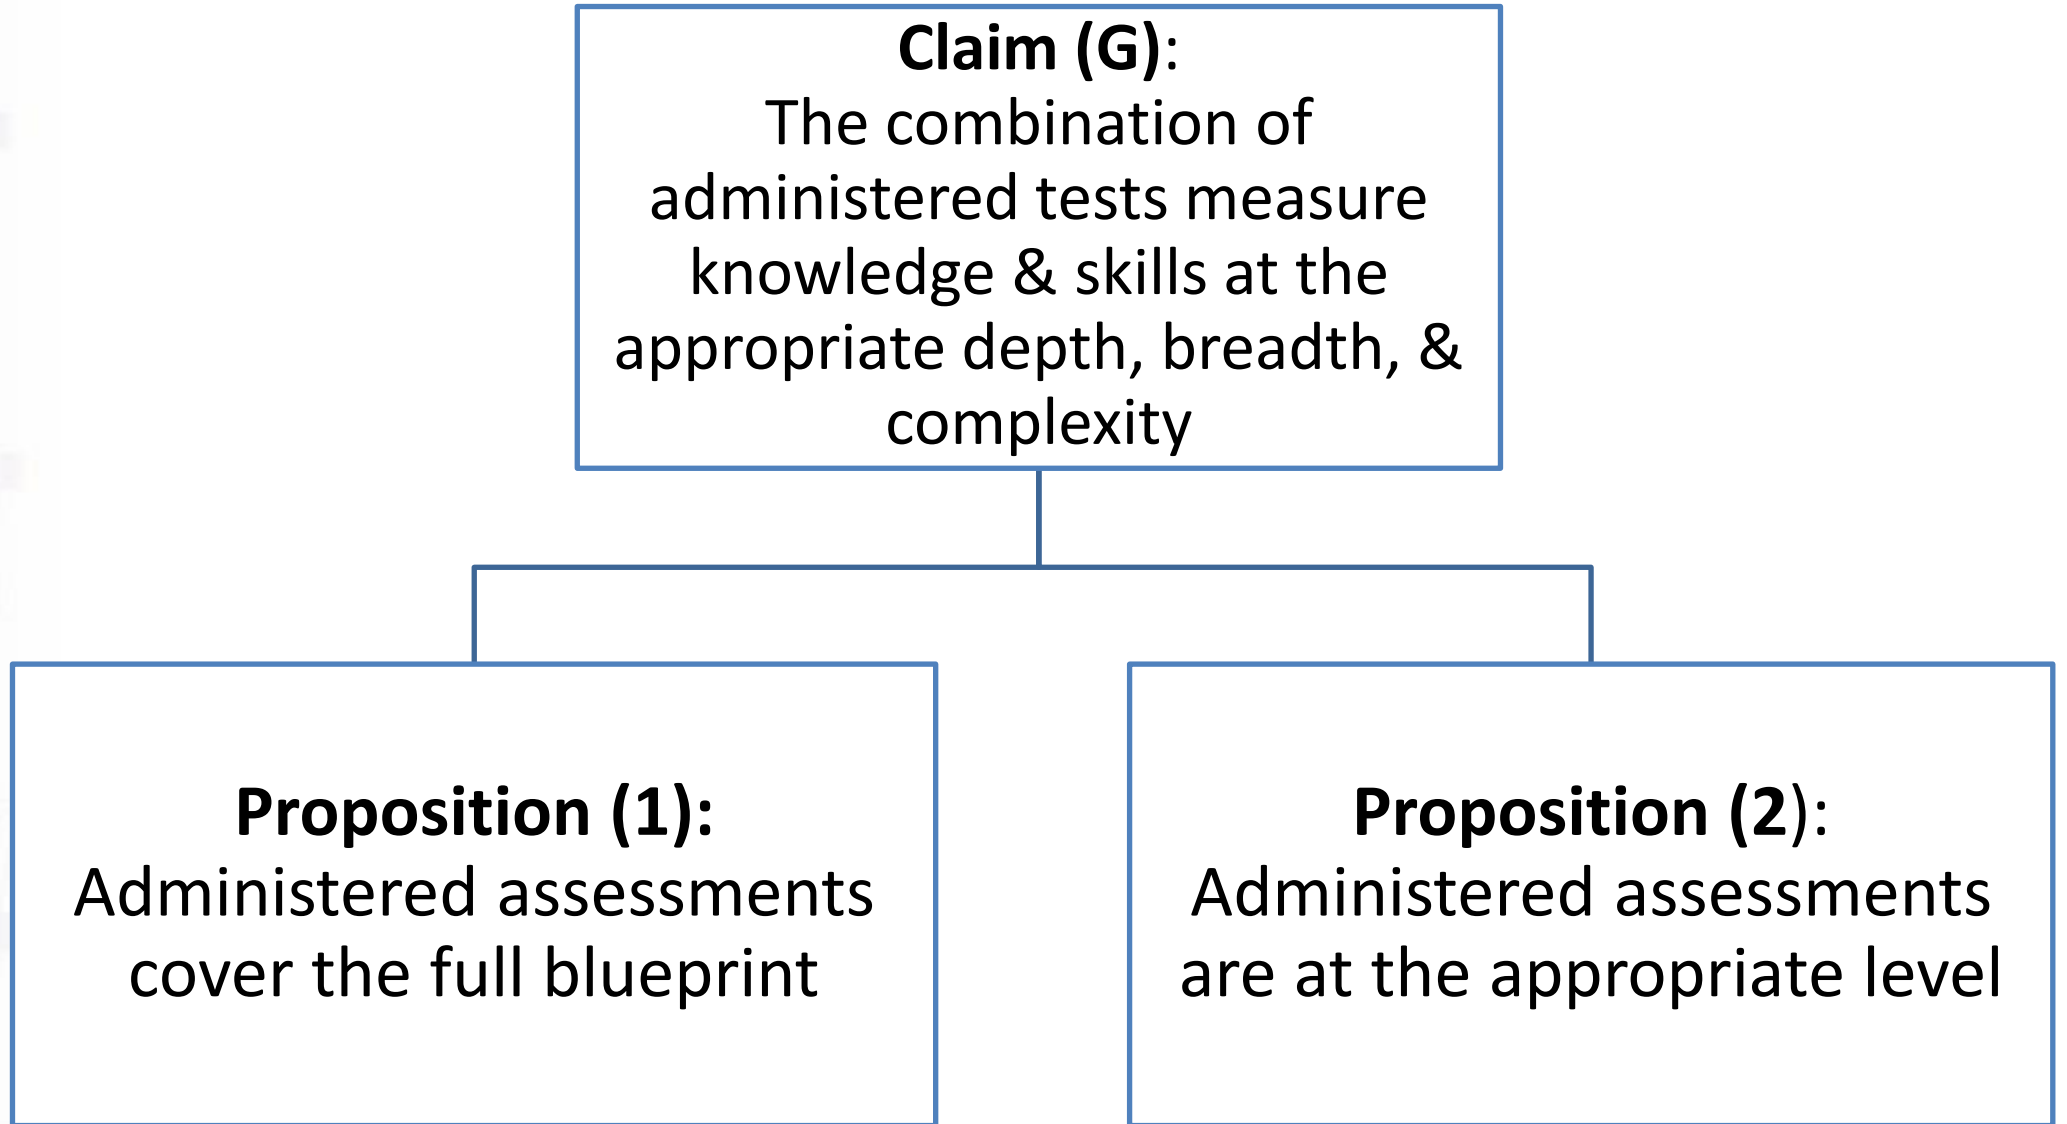 Claim (G):
The combination of
administered tests measure
knowledge & skills at the
appropriate depth, breadth, &
complexity
Proposition (1):
Administered assessments
cover the full blueprint
Proposition (2):
Administered assessments
are at the appropriate level